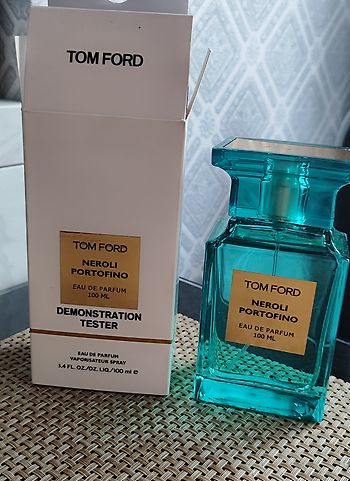 TOM FORD
TOM FORD
NEROLI
PORTOFINO
EAU DE PARFUM
100 ML
DEMONSTRATION
TESTER
EAU DE PARFUM
VAPORISATEUR SPRAY
3.4 FL. OZ./OZ. LIQ./100 ml ℮
TOM FORD
NEROLI
PORTOFINO
EAU DE PARFUM
100 ML